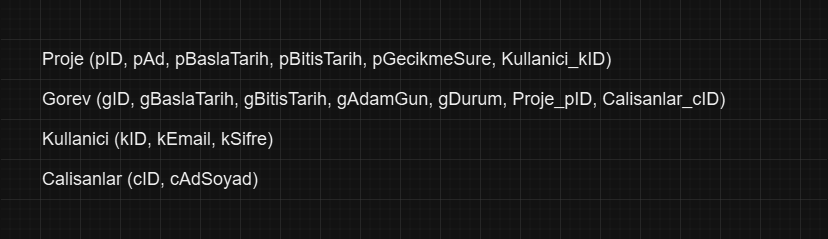 Proje (pID, pAd, pBaslaTarih, pBitisTarih, pGecikmeSure, Kullanici_kID)
Gorev (gID, gBaslaTarih, gBitisTarih, gAdamGun, gDurum, Proje_pID, Calisanlar_cID)
Kullanici (kID, kEmail, kSifre)
Calisanlar (cID, cAdSoyad)